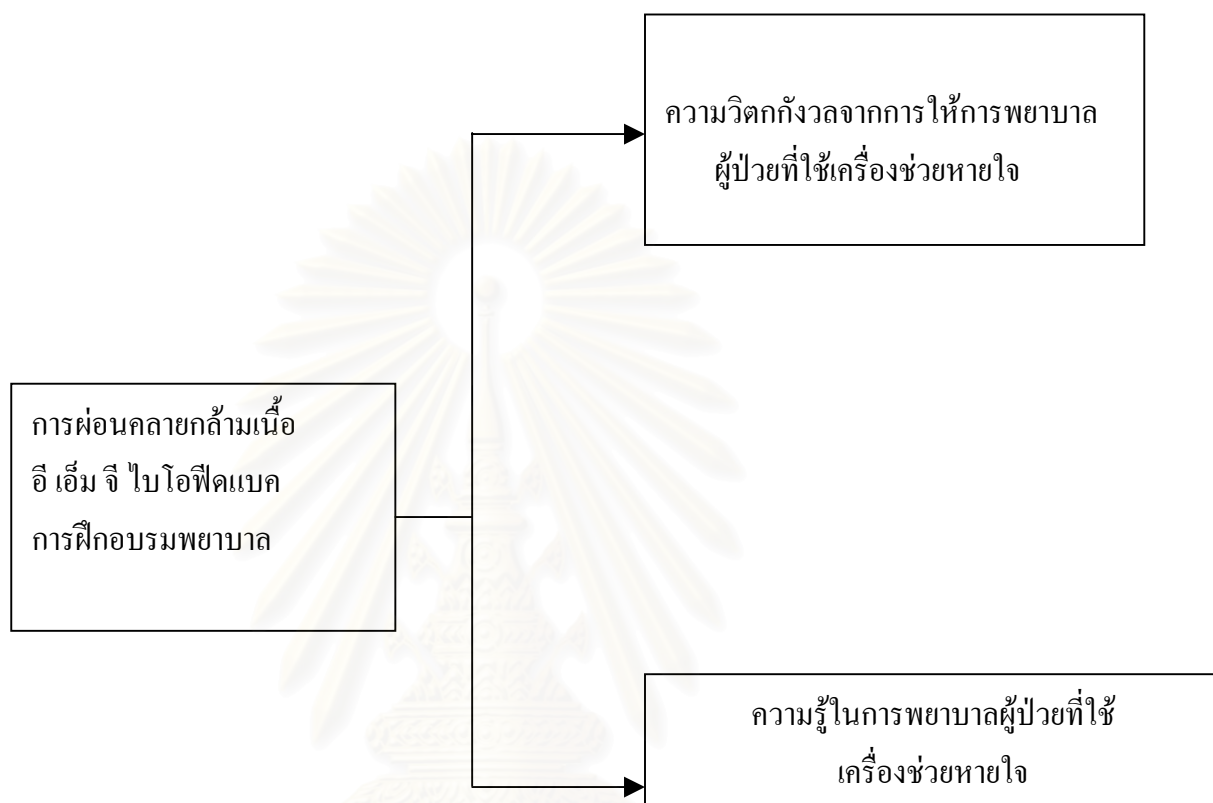 ความวิตกกังวลจากการให้การพยาบาล
ผู้ป่วยที่ใช้เครื่องช่วยหายใจ
การผ่อนคลายกล้ามเนื้อ
อี เอ็ม จี ไบโอฟีดแบค
การฝึกอบรมพยาบาล
ความรู้ในการพยาบาลผู้ป่วยที่ใช้
เครื่องช่วยหายใจ